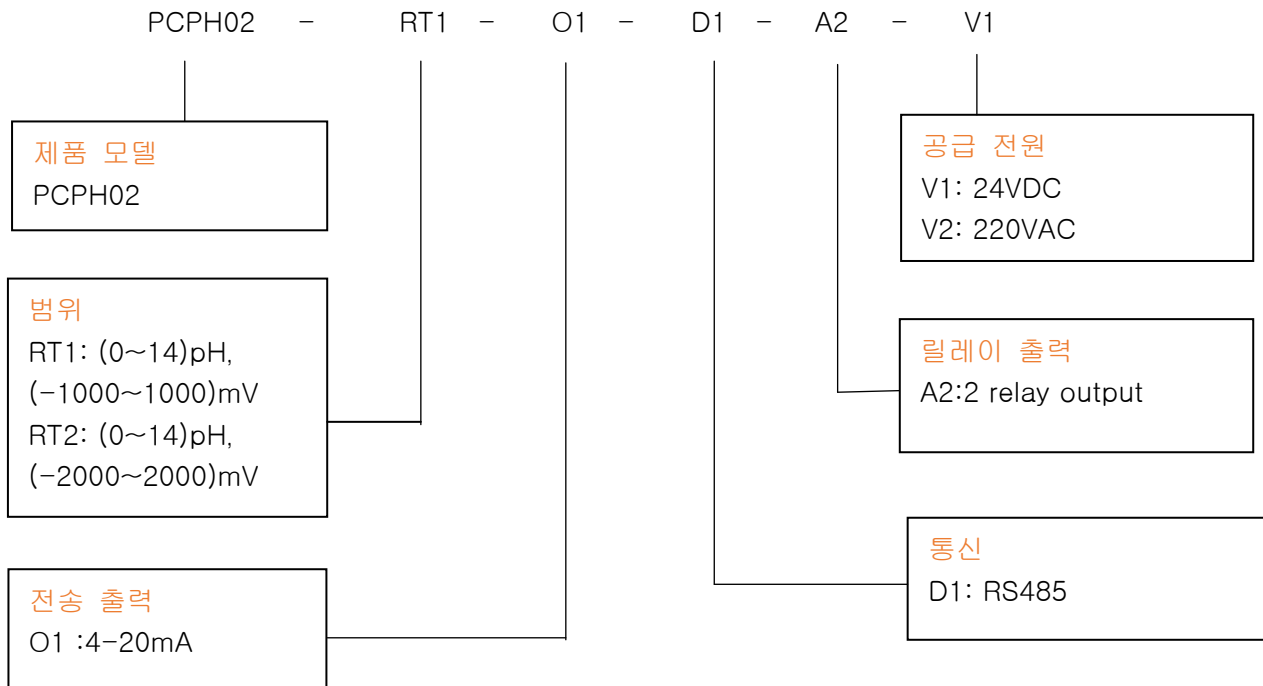 PCPH02 - RT1 - O1 - D1 - A2 - V1
제품 모델
PCPH02
범위
RT1: (0~14)pH,
(-1000~1000)mV
RT2: (0~14)pH,
(-2000~2000)mV
전송 출력
O1 :4-20mA
공급 전원
V1: 24VDC
V2: 220VAC
릴레이 출력
A2:2 relay output
통신
D1: RS485